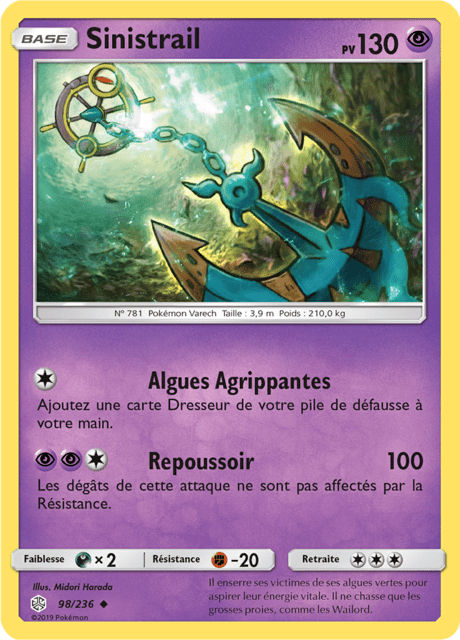 BASE Sinistrail PV 130
N° 781 Pokémon Varech Taille : 3,9 m Poids : 210,0 kg
Algues Agrippantes
Ajoutez une carte Dresseur de votre pile de défausse à
votre main.
Repoussoir 100
Les dégâts de cette attaque ne sont pas affectés par la
Résistance.
Faiblesse ×2 Résistance -20 Retraite
Illus. Midori Harada
98/236
©2019 Pokémon
Il enserre ses victimes de ses algues vertes pour
aspirer leur énergie vitale. Il ne chasse que les
grosses proies, comme les Wailord.